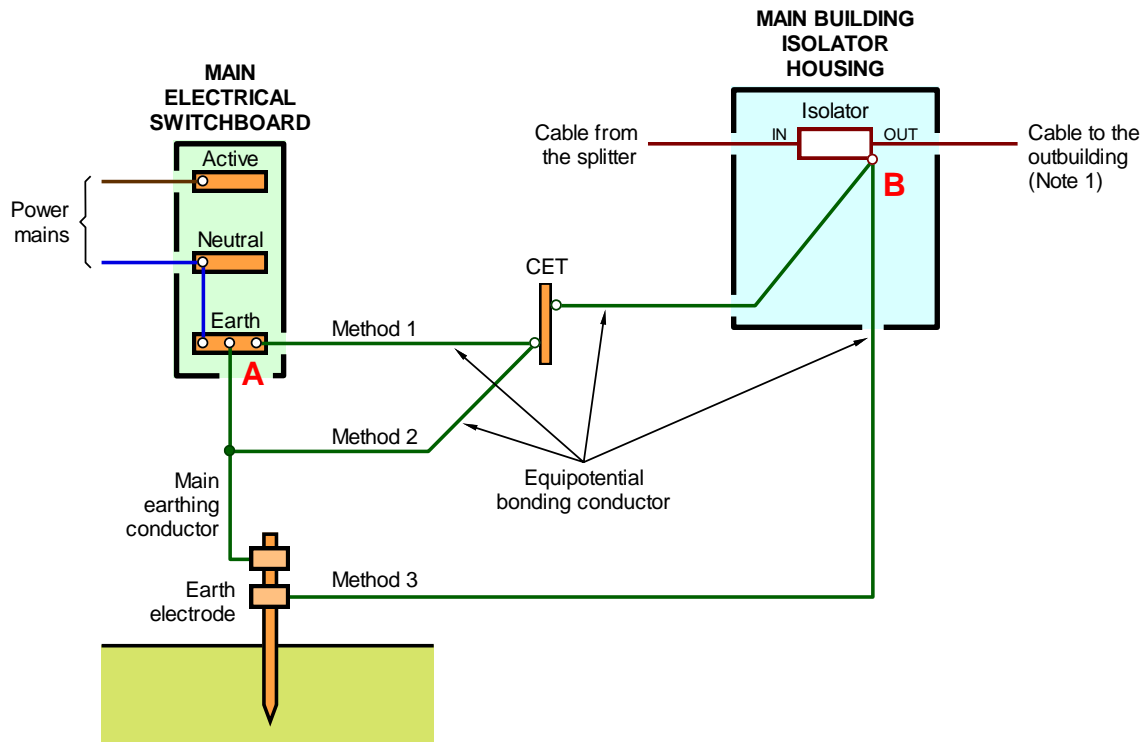 MAIN BUILDING
ISOLATOR
HOUSING
MAIN
ELECTRICAL
SWITCHBOARD
Active
Neutral
Earth
A
Power
mains
Cable from
the splitter
Isolator
IN
OUT
B
Cable to the
outbuilding
(Note 1)
CET
Method 1
Method 2
Equipotential
bonding conductor
Main
earthing
conductor
Earth
electrode
Method 3